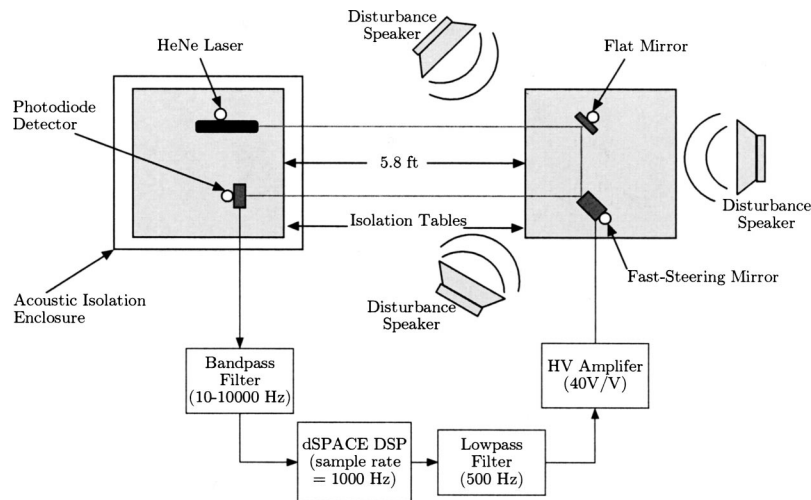 Disturbance
Speaker
HeNe Laser
Flat Mirror
Photodiode
Detector
5.8 ft
Disturbance
Speaker
Isolation Tables
Fast-Steering Mirror
Acoustic Isolation
Enclosure
Disturbance
Speaker
Bandpass
Filter
(10-10000 Hz)
HV Amplifer
(40V/V)
dSPACE DSP
(sample rate
= 1000 Hz)
Lowpass
Filter
(500 Hz)